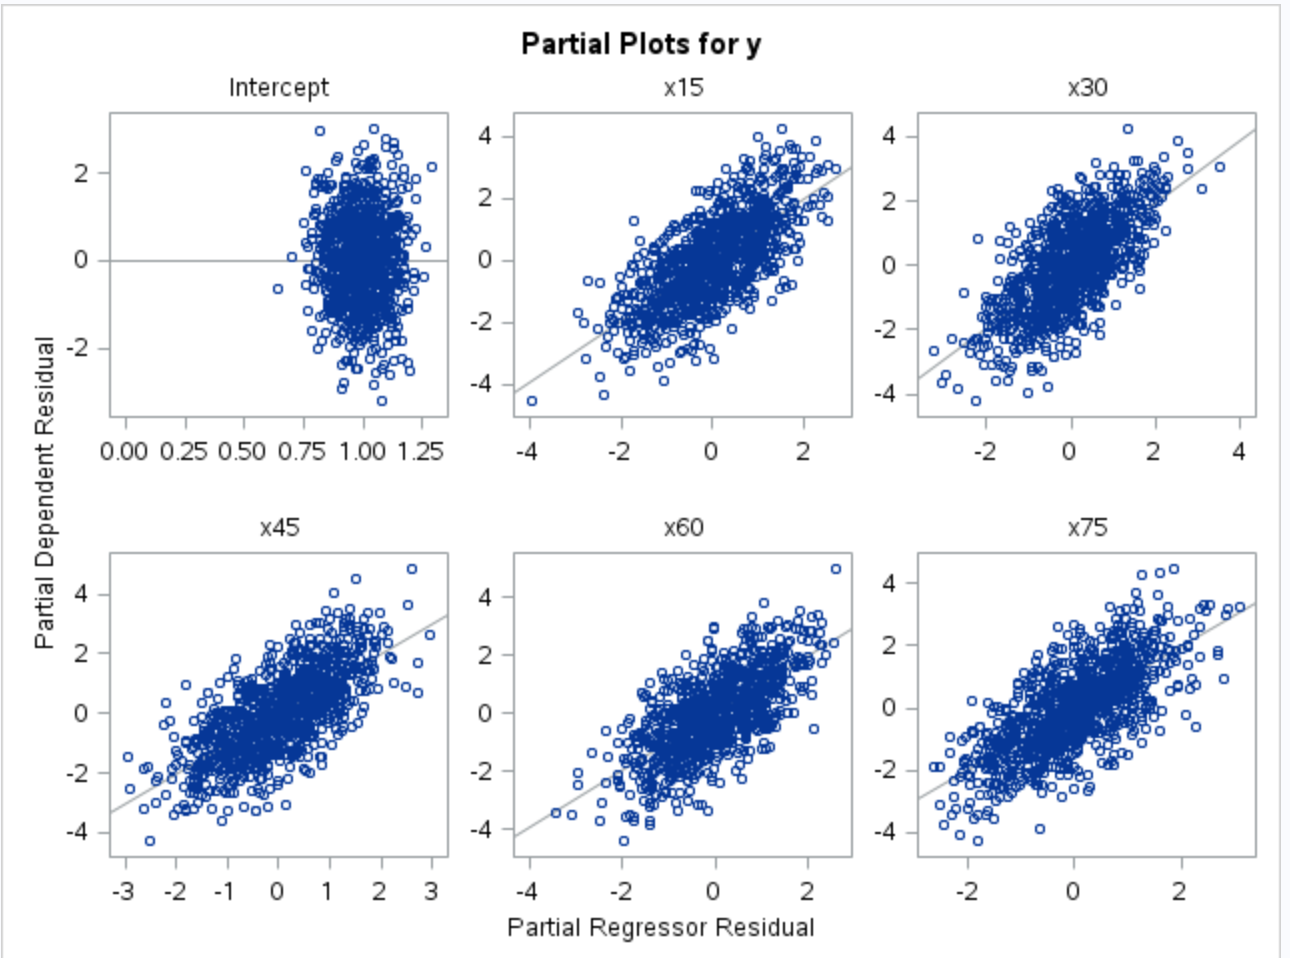 Partial Plots for y
Intercept
x15
x30
2
0
-2
0.00 0.25 0.50 0.75 1.00 1.25
4
2
0
-2
-4
-4 -2 0 2
4
2
0
-2
-4
-2 0 2 4
Partial Dependent Residual
x45
x60
x75
4
2
0
-2
-4
-3 -2 -1 0 1 2 3
4
2
0
-2
-4
-4 -2 0 2
4
2
0
-2
-4
-2 0 2
Partial Regressor Residual